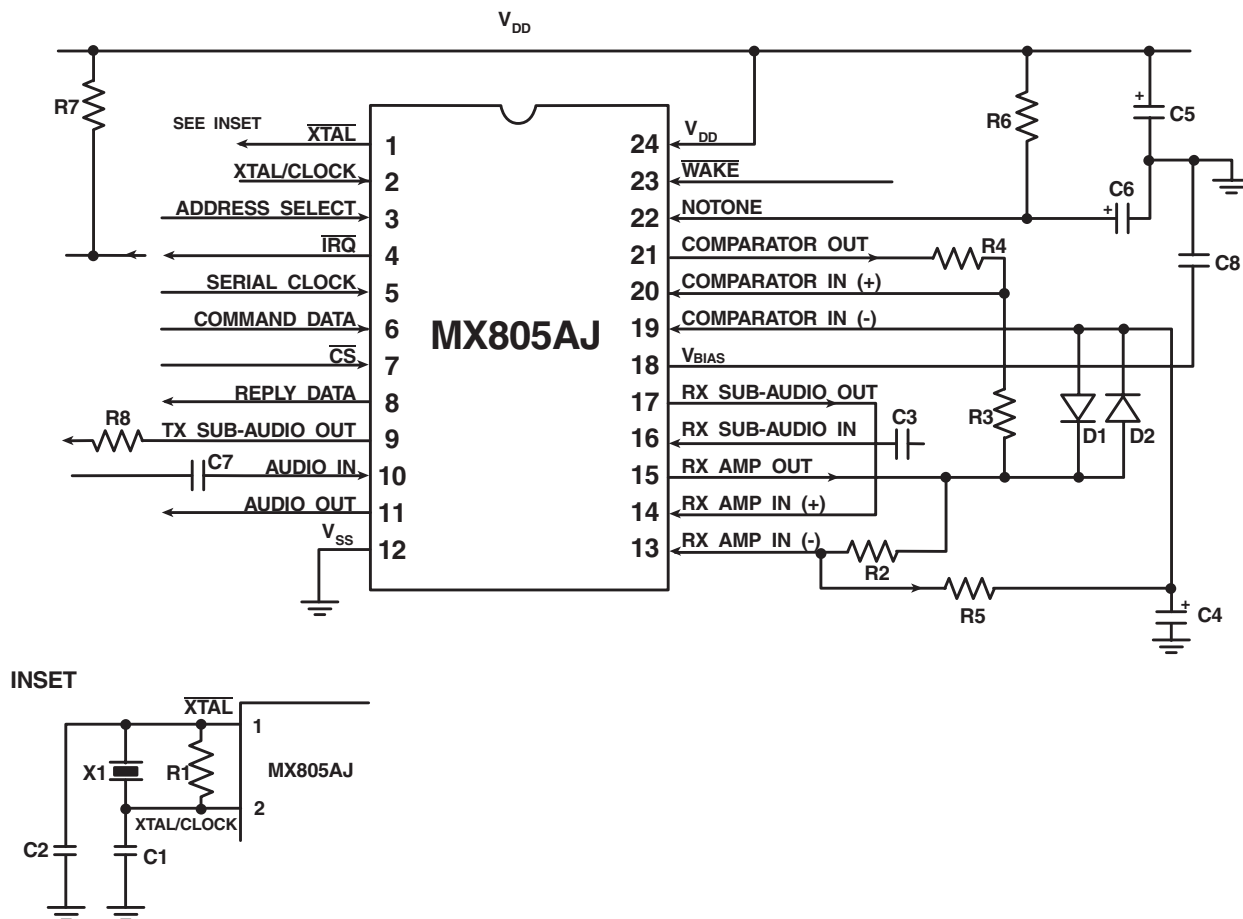 VDD
R7
R6
C5
SEE INSET
XTAL
1
XTAL/CLOCK
2
ADDRESS SELECT
3
IRQ
4
SERIAL CLOCK
5
COMMAND DATA
6
CS
7
REPLY DATA
8
R8
TX SUB-AUDIO OUT
9
C7
AUDIO IN
10
AUDIO OUT
11
VSS
12
MX805AJ
24
VDD
23
WAKE
22
NOTONE
C6
21
COMPARATOR OUT
R4
C8
20
COMPARATOR IN (+)
19
COMPARATOR IN (-)
18
VBIAS
17
RX SUB-AUDIO OUT
R3
D1
D2
16
RX SUB-AUDIO IN
C3
15
RX AMP OUT
14
RX AMP IN (+)
13
RX AMP IN (-)
R2
R5
C4
+
+
+
INSET
XTAL
1
X1
R1
MX805AJ
2
XTAL/CLOCK
C2
C1